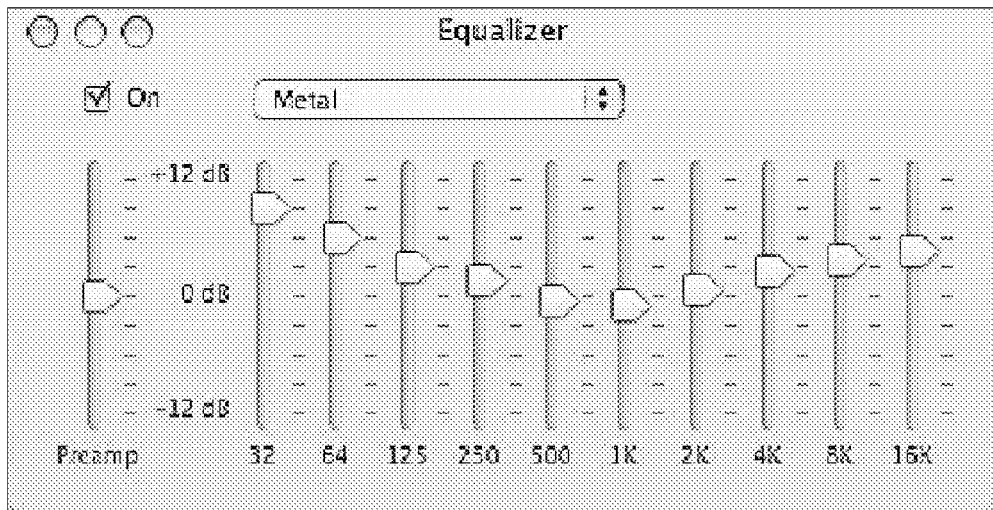 Equalizer
On
Metal
+12 dB
0 dB
-12 dB
Preamp 32 64 125 250 500 1K 2K 4K 8K 16K